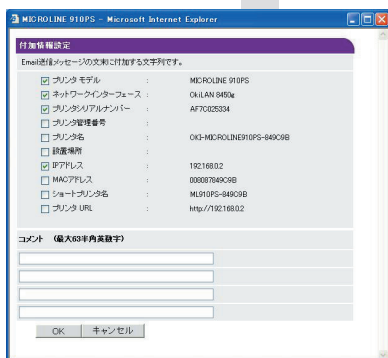 MICROLINE 910PS - Microsoft Internet Explorer
付加情報設定
Email送信メッセージの文末に付加する文字列です。
プリンタ モデル : MICROLINE 910PS
ネットワークインターフェース : OkiLAN 8450e
プリンタシリアルナンバー : AF7C025334
プリンタ管理番号 :
プリンタ名 : OKI-MICROLINE910PS-849C9B
設置場所 :
IPアドレス : 192.168.0.2
MACアドレス : 008087849C9B
ショートプリンタ名 : ML910PS-849C9B
プリンタ URL : http://192.168.0.2
コメント (最大63半角英数字)
OK キャンセル